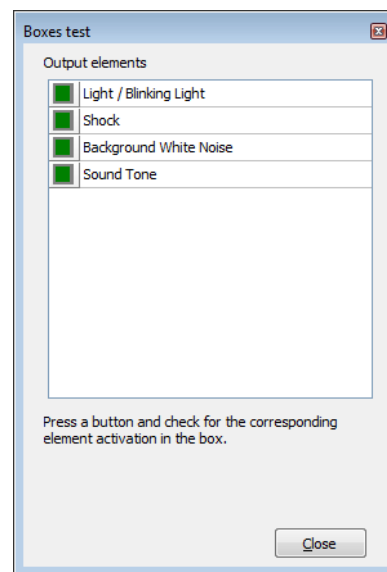 Boxes test
Output elements
Light / Blinking Light
Shock
Background White Noise
Sound Tone
Press a button and check for the corresponding
element activation in the box.
Close